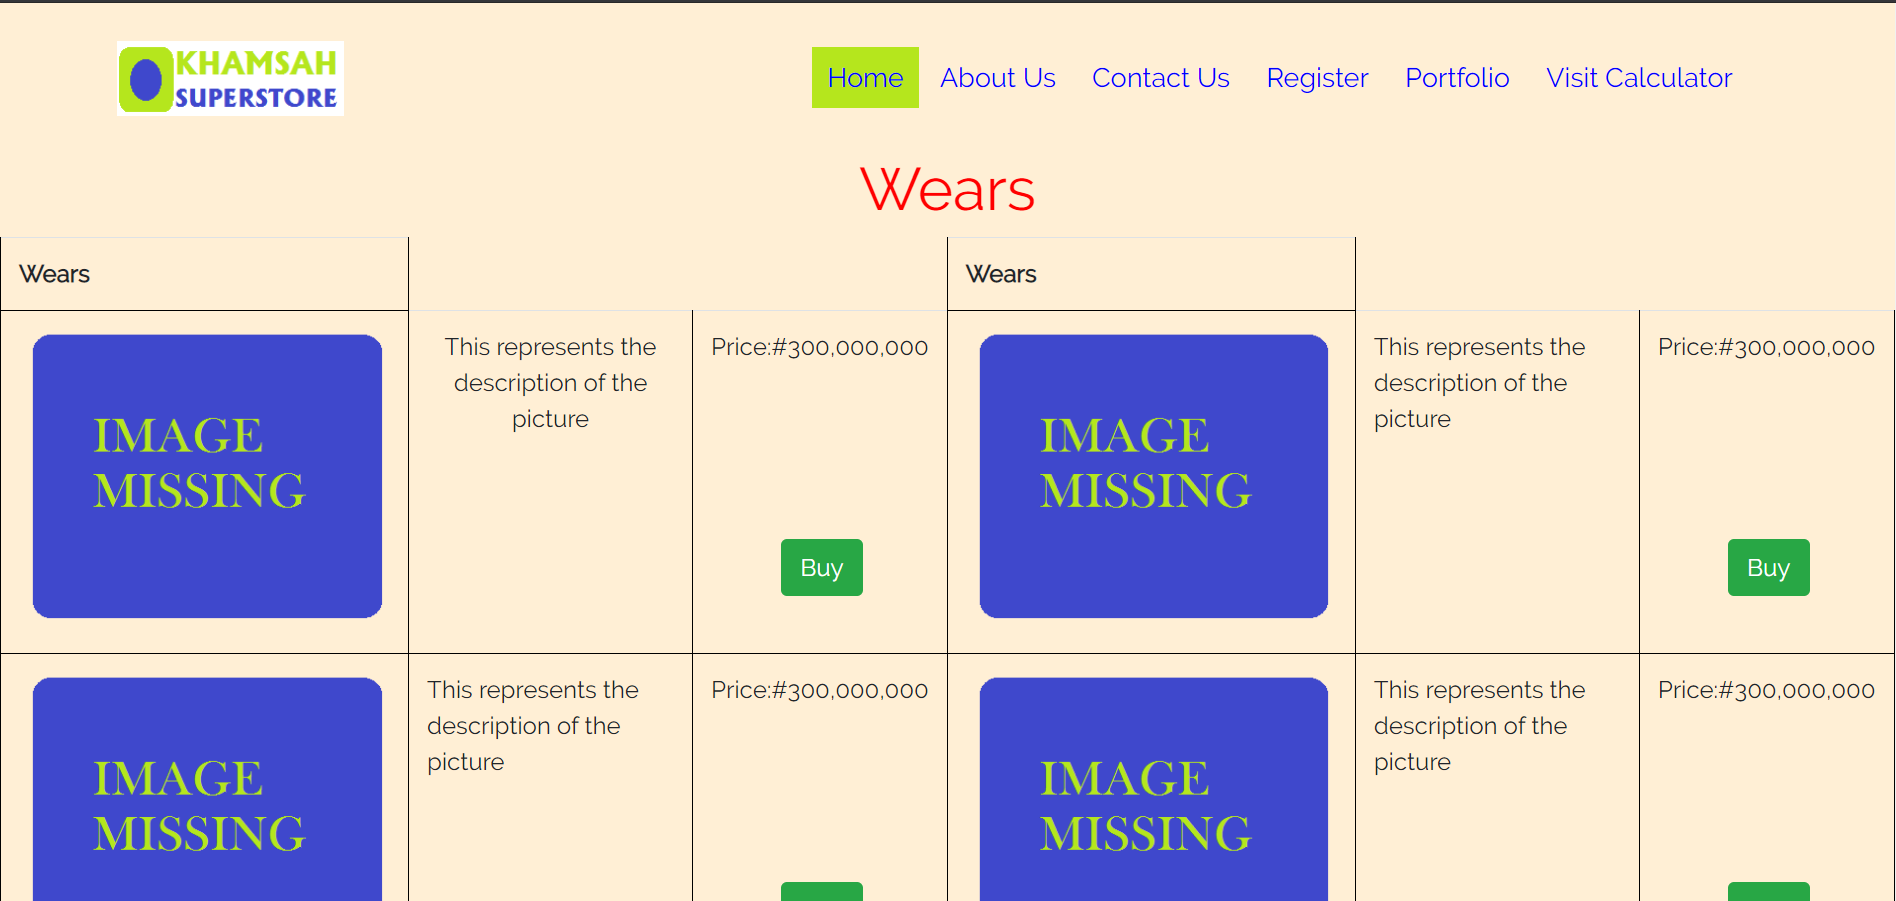 KHAMSAH
SUPERSTORE
Home About Us Contact Us Register Portfolio Visit Calculator
Wears
Wears
Wears
IMAGE
MISSING
This represents the
description of the
picture
Price:#300,000,000
Buy
IMAGE
MISSING
This represents the
description of the
picture
Price:#300,000,000
Buy
IMAGE
MISSING
This represents the
description of the
picture
Price:#300,000,000
IMAGE
MISSING
This represents the
description of the
picture
Price:#300,000,000